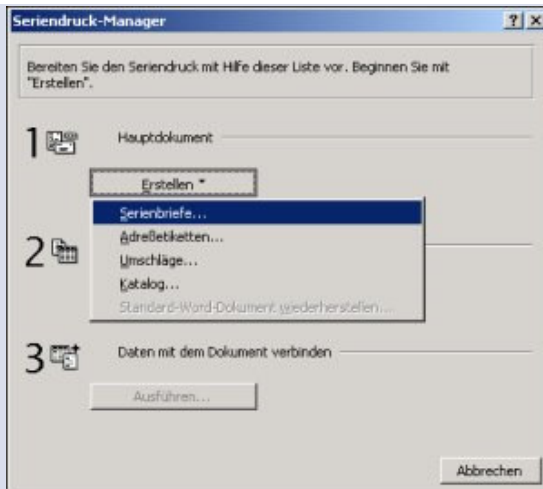 Seriendruck-Manager
Bereiten Sie den Seriendruck mit Hilfe dieser Liste vor. Beginnen Sie mit
"Erstellen".
1 Hauptdokument
Erstellen
Serienbriefe...
Adreßetiketten...
2
Umschläge...
Katalog...
Standard-Word-Dokument wiederherstellen...
3 Daten mit dem Dokument verbinden
Ausführen...
Abbrechen